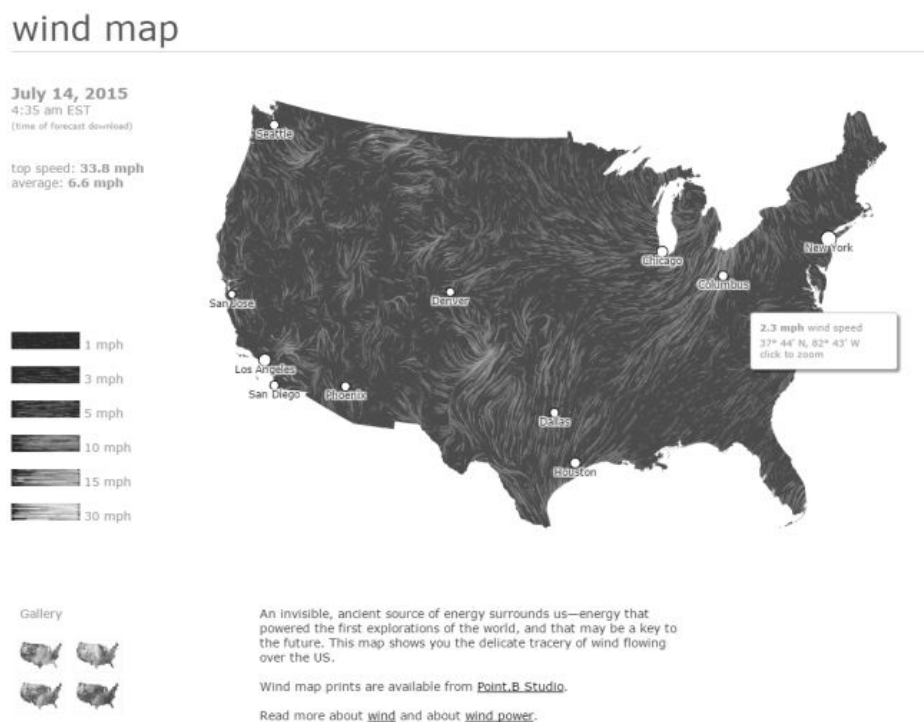 wind map
July 14, 2015
4:35 am EST
(time of forecast download)
top speed: 33.8 mph
average: 6.6 mph
1 mph
3 mph
5 mph
10 mph
15 mph
30 mph
Seattle
San Jose
Los Angeles
San Diego
Phoenix
Denver
Dallas
Houston
Chicago
Columbus
New York
2.3 mph wind speed
37° 44' N, 82° 43' W
click to zoom
Gallery
An invisible, ancient source of energy surrounds us—energy that
powered the first explorations of the world, and that may be a key to
the future. This map shows you the delicate tracery of wind flowing
over the US.
Wind map prints are available from Point.B Studio.
Read more about wind and about wind power.